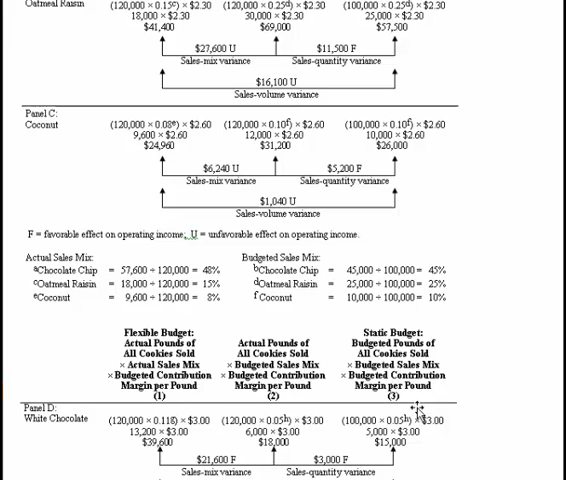 Oatmeal Raisin (120,000 × 0.15c) × $2.30 (120,000 × 0.25d) × $2.30 (100,000 × 0.25d) × $2.30
18,000 × $2.30 30,000 × $2.30 25,000 × $2.30
$41,400 $69,000 $57,500
$27,600 U $11,500 F
Sales-mix variance Sales-quantity variance
$16,100 U
Sales-volume variance
Panel C:
Coconut (120,000 × 0.08e) × $2.60 (120,000 × 0.10f) × $2.60 (100,000 × 0.10f) × $2.60
9,600 × $2.60 12,000 × $2.60 10,000 × $2.60
$24,960 $31,200 $26,000
$6,240 U $5,200 F
Sales-mix variance Sales-quantity variance
$1,040 U
Sales-volume variance
F = favorable effect on operating income; U = unfavorable effect on operating income.
Actual Sales Mix: Budgeted Sales Mix:
aChocolate Chip = 57,600 ÷ 120,000 = 48% bChocolate Chip = 45,000 ÷ 100,000 = 45%
cOatmeal Raisin = 18,000 ÷ 120,000 = 15% dOatmeal Raisin = 25,000 ÷ 100,000 = 25%
eCoconut = 9,600 ÷ 120,000 = 8% fCoconut = 10,000 ÷ 100,000 = 10%
Flexible Budget: Static Budget:
Actual Pounds of Actual Pounds of Budgeted Pounds of
All Cookies Sold All Cookies Sold All Cookies Sold
× Actual Sales Mix × Budgeted Sales Mix × Budgeted Sales Mix
× Budgeted Contribution × Budgeted Contribution × Budgeted Contribution
Margin per Pound Margin per Pound Margin per Pound
(1) (2) (3)
Panel D:
White Chocolate (120,000 × 0.11g) × $3.00 (120,000 × 0.05h) × $3.00 (100,000 × 0.05h) × $3.00
13,200 × $3.00 6,000 × $3.00 5,000 × $3.00
$39,600 $18,000 $15,000
$21,600 F $3,000 F
Sales-mix variance Sales-quantity variance